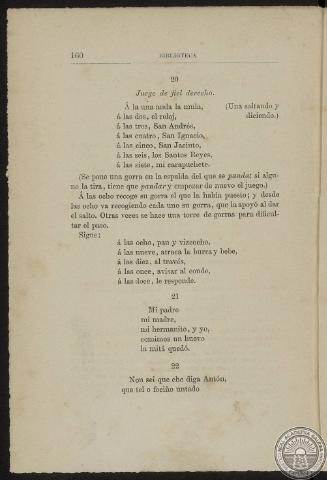 160
BIBLIOTECA
20
Juego de fiel derecho.
Á la una anda la mula, (Una saltando y
á las dos, el reloj, diciendo.)
á las tres, San Andrés,
á las cuatro, San Ignacio,
á las cinco, San Jacinto,
á las seis, los Santos Reyes,
á las siete, mi carapuchete.
(Se pone una gorra en la espalda del que se panda; si algu-
no la tira, tiene que pandar y empezar de nuevo el juego.)
Á las ocho recoge su gorra el que la había puesto; y desde
las ocho va recogiendo cada uno su gorra, que la apoyó al dar
el salto. Otras veces se hace una torre de gorras para dificul-
tar el paso.
Sigue:
á las ocho, pan y vizcocho,
á las nueve, atraca la burra y bebe,
á las diez, al través,
á las once, avisar al conde,
á las doce, le responde.
21
Mi padre
mi madre,
mi hermanito, y yo,
comimos un huevo
la mitá quedó.
22
Non sei que che diga Antón,
que tel o fociño untado